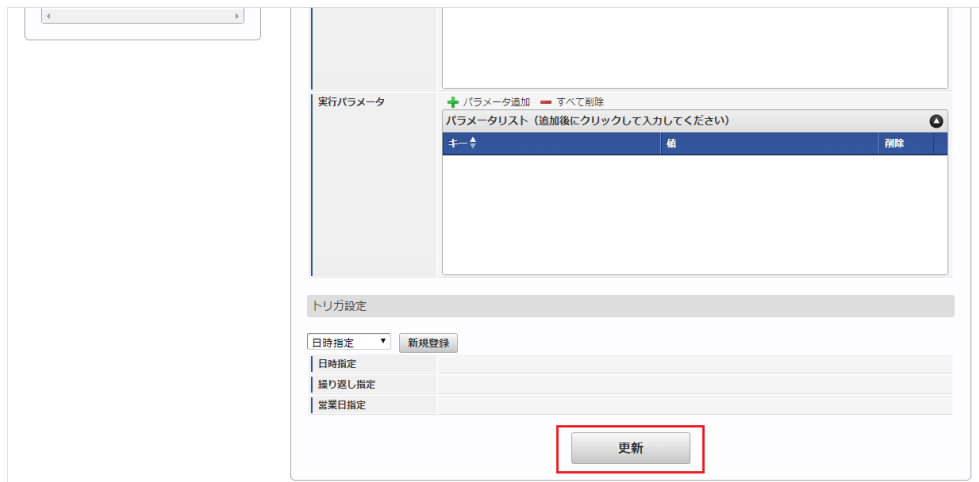 実行パラメータ
パラメータ追加 すべて削除
パラメータリスト（追加後にクリックして入力してください）
キー 値 削除
トリガ設定
日時指定 新規登録
日時指定
繰り返し指定
営業日指定
更新